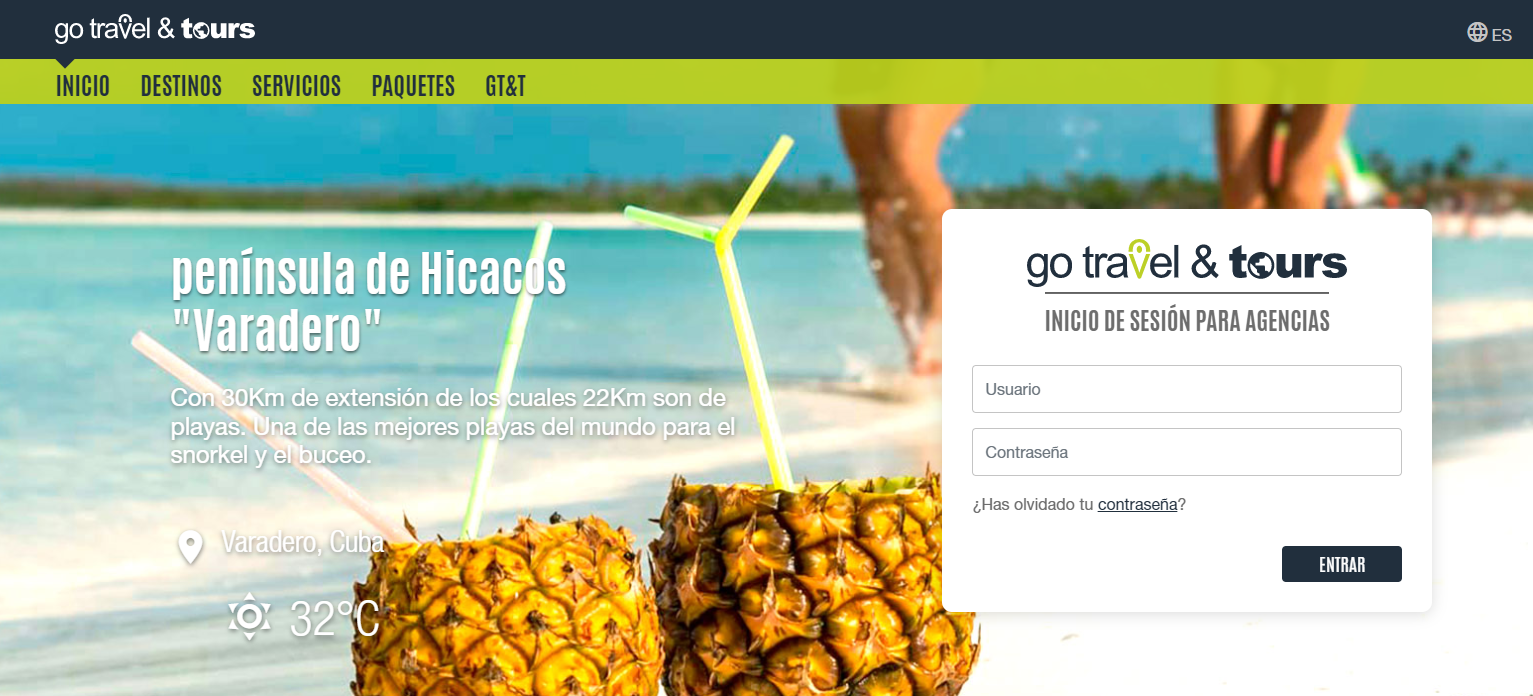 go travel & tours
ES
INICIO DESTINOS SERVICIOS PAQUETES GT&T
península de Hicacos
"Varadero"
Con 30Km de extensión de los cuales 22Km son de
playas. Una de las mejores playas del mundo para el
snorkel y el buceo.
Varadero, Cuba
32°C
go travel & tours
INICIO DE SESIÓN PARA AGENCIAS
Usuario
Contraseña
¿Has olvidado tu contraseña?
ENTRAR